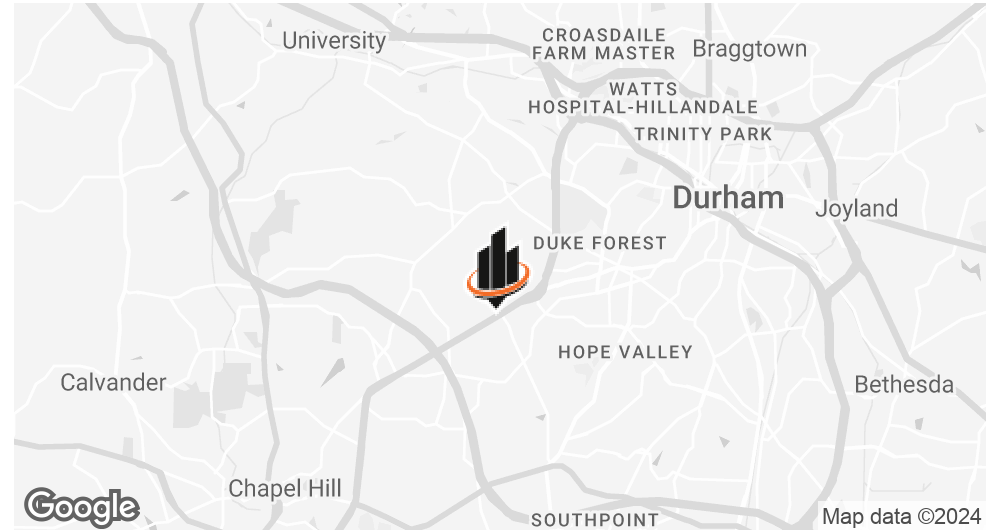 University
CROASDAILE
FARM MASTER
Braggtown
WATTS
HOSPITAL-HILLANDALE
TRINITY PARK
Durham
Joyland
DUKE FOREST
HOPE VALLEY
Calvander
Bethesda
Chapel Hill
SOUTHPOINT
Google
Map data ©2024